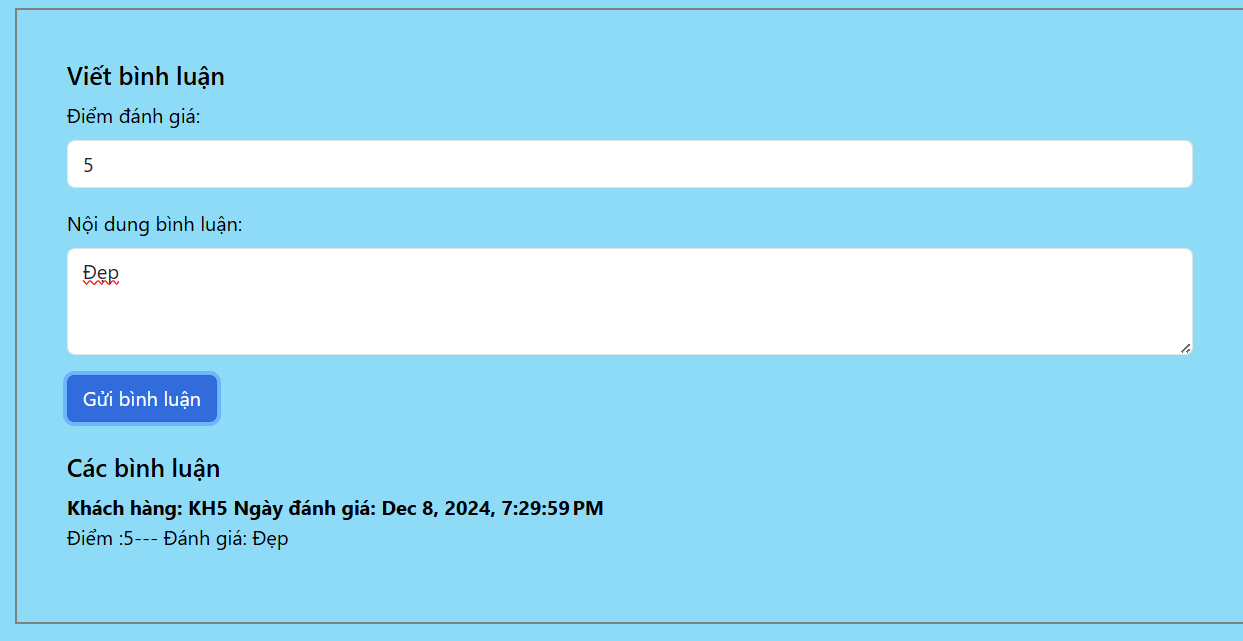 Viết bình luận
Điểm đánh giá:
5
Nội dung bình luận:
Đẹp
Gửi bình luận
Các bình luận
Khách hàng: KH5 Ngày đánh giá: Dec 8, 2024, 7:29:59 PM
Điểm :5--- Đánh giá: Đẹp